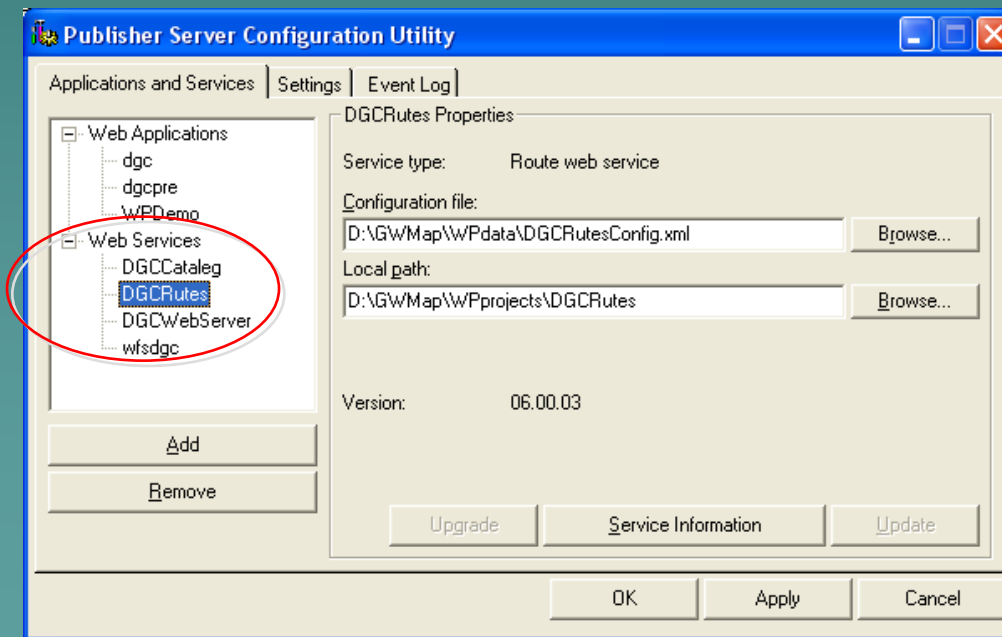 Publisher Server Configuration Utility
Applications and Services
Settings
Event Log
Web Applications
dgc
dgcpre
WPDemo
Web Services
DGCCataleg
DGCRutes
DGCWebServer
wfsdgc
Add
Remove
DGCRutes Properties
Service type: Route web service
Configuration file:
D:\GWMap\WPdata\DGCRutesConfig.xml
Browse...
Local path:
D:\GWMap\WPprojects\DGCRutes
Browse...
Version: 06.00.03
Upgrade
Service Information
Update
OK
Apply
Cancel